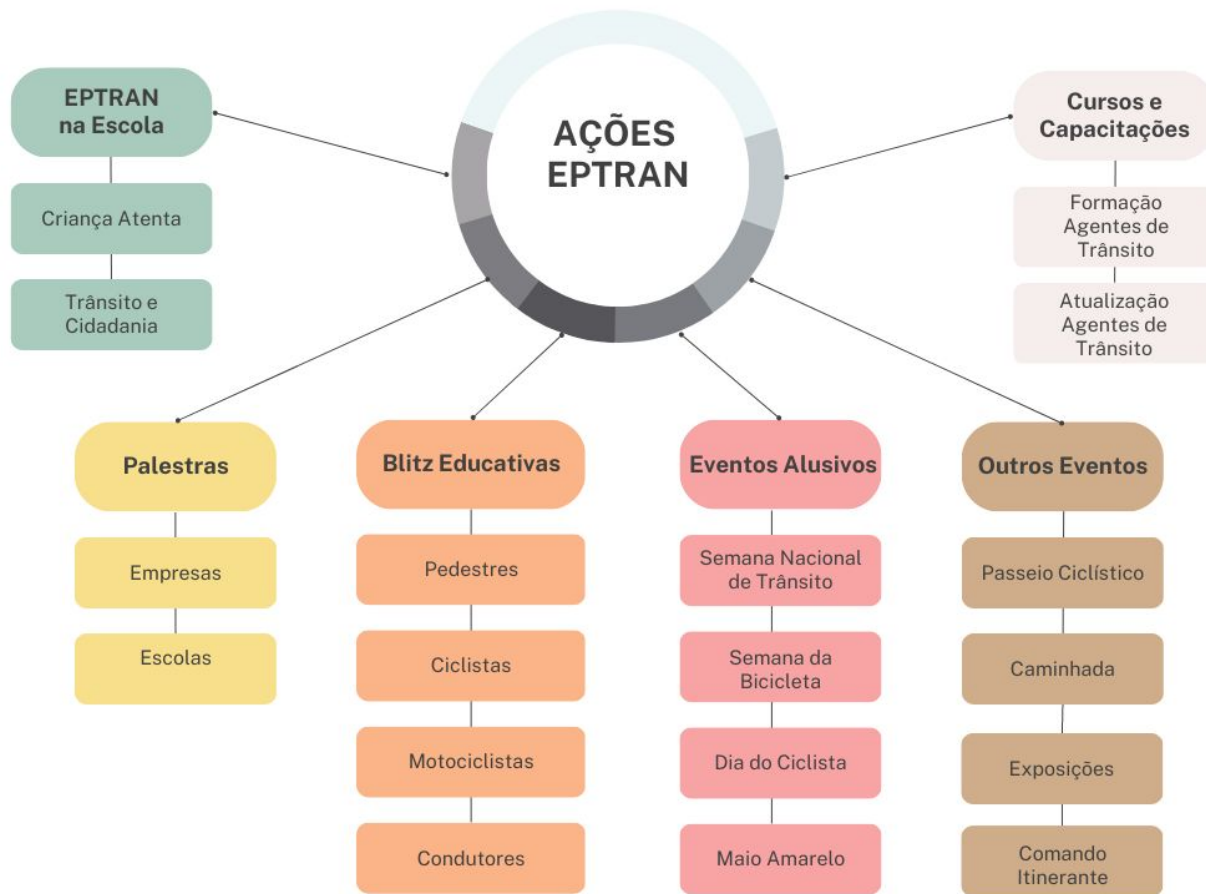 AÇÕES
EPTRAN
EPTRAN
na Escola
Criança Atenta
Trânsito e
Cidadania
Cursos e
Capacitações
Formação
Agentes de
Trânsito
Atualização
Agentes de
Trânsito
Palestras
Empresas
Escolas
Blitz Educativas
Pedestres
Ciclistas
Motociclistas
Condutores
Eventos Alusivos
Semana Nacional
de Trânsito
Semana da
Bicicleta
Dia do Ciclista
Maio Amarelo
Outros Eventos
Passeio Ciclístico
Caminhada
Exposições
Comando
Itinerante